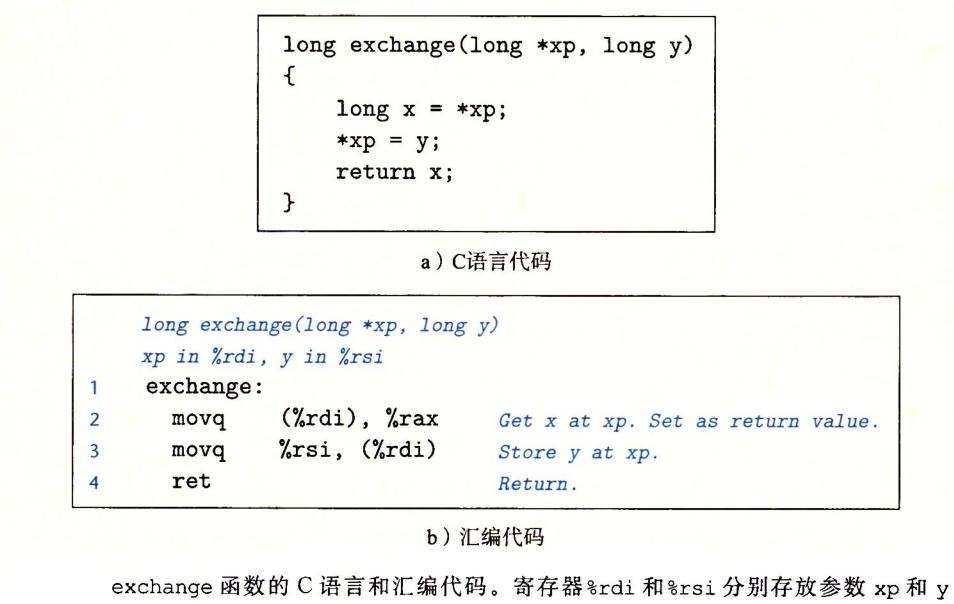 long exchange(long *xp, long y)
{
    long x = *xp;
    *xp = y;
    return x;
}
a）C语言代码
long exchange(long *xp, long y)
xp in %rdi, y in %rsi
1 exchange:
2 movq (%rdi), %rax Get x at xp. Set as return value.
3 movq %rsi, (%rdi) Store y at xp.
4 ret Return.
b）汇编代码
exchange 函数的 C 语言和汇编代码。寄存器%rdi 和%rsi 分别存放参数 xp 和 y